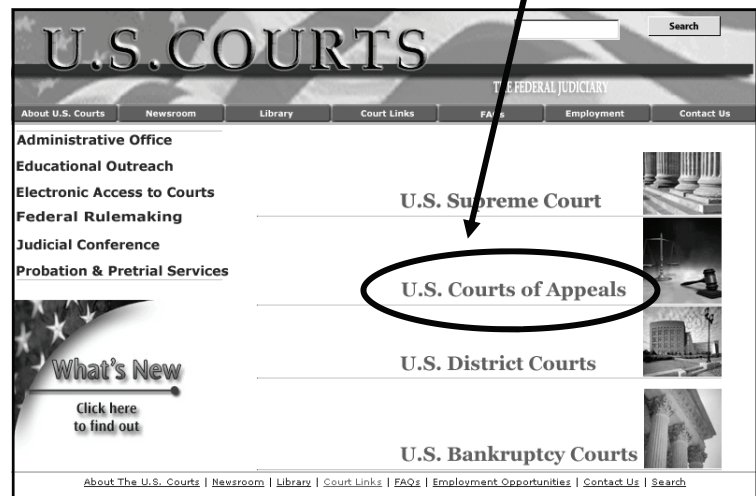 Search
U.S.COURTS
THE FEDERAL JUDICIARY
About U.S. Courts Newsroom Library Court Links FAQs Employment Contact Us
Administrative Office
Educational Outreach
Electronic Access to Courts
Federal Rulemaking
Judicial Conference
Probation & Pretrial Services
U.S. Supreme Court
U.S. Courts of Appeals
U.S. District Courts
U.S. Bankruptcy Courts
What's New
Click here
to find out
About The U.S. Courts | Newsroom | Library | Court Links | FAQs | Employment Opportunities | Contact Us | Search